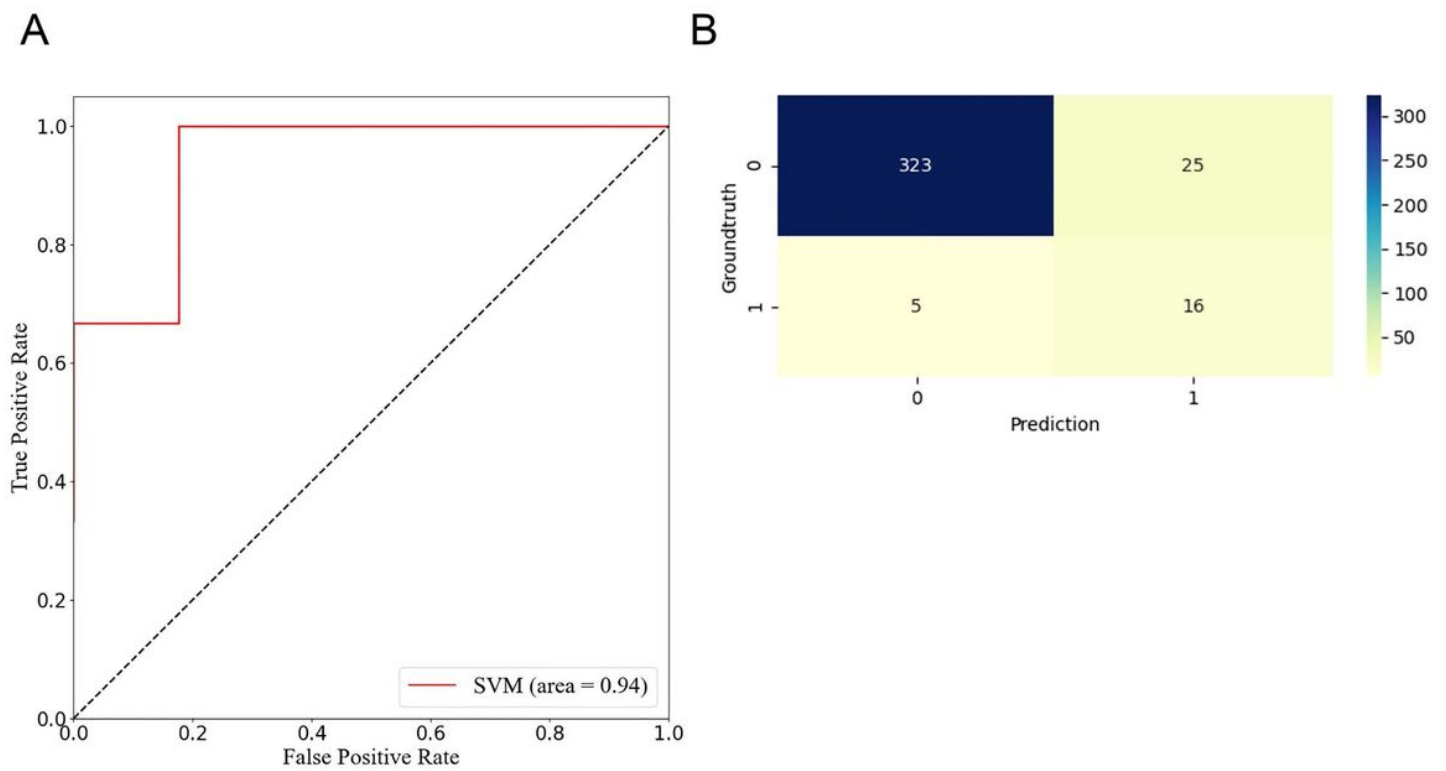 A
1.0
0.8
0.6
0.4
0.2
0.0
True Positive Rate
0.0 0.2 0.4 0.6 0.8 1.0
False Positive Rate
SVM (area = 0.94)
B
Groundtruth
0
1
323 25
5 16
0 1
Prediction
300
250
200
150
100
50